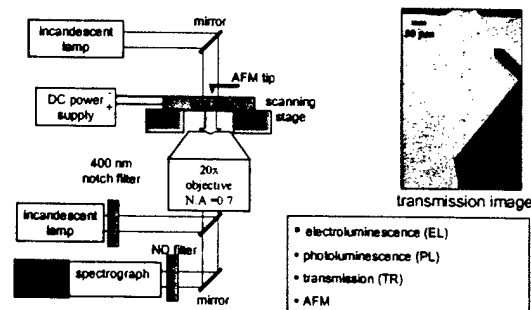 mirror
incandescent
lamp
AFM tip
DC power
supply
-
scanning
stage
400 nm
notch filter
20x
objective
N.A =0.7
incandescent
lamp
ND filter
spectrograph
mirror
transmission image
• electroluminescence (EL)
• photoluminescence (PL)
• transmission (TR)
• AFM